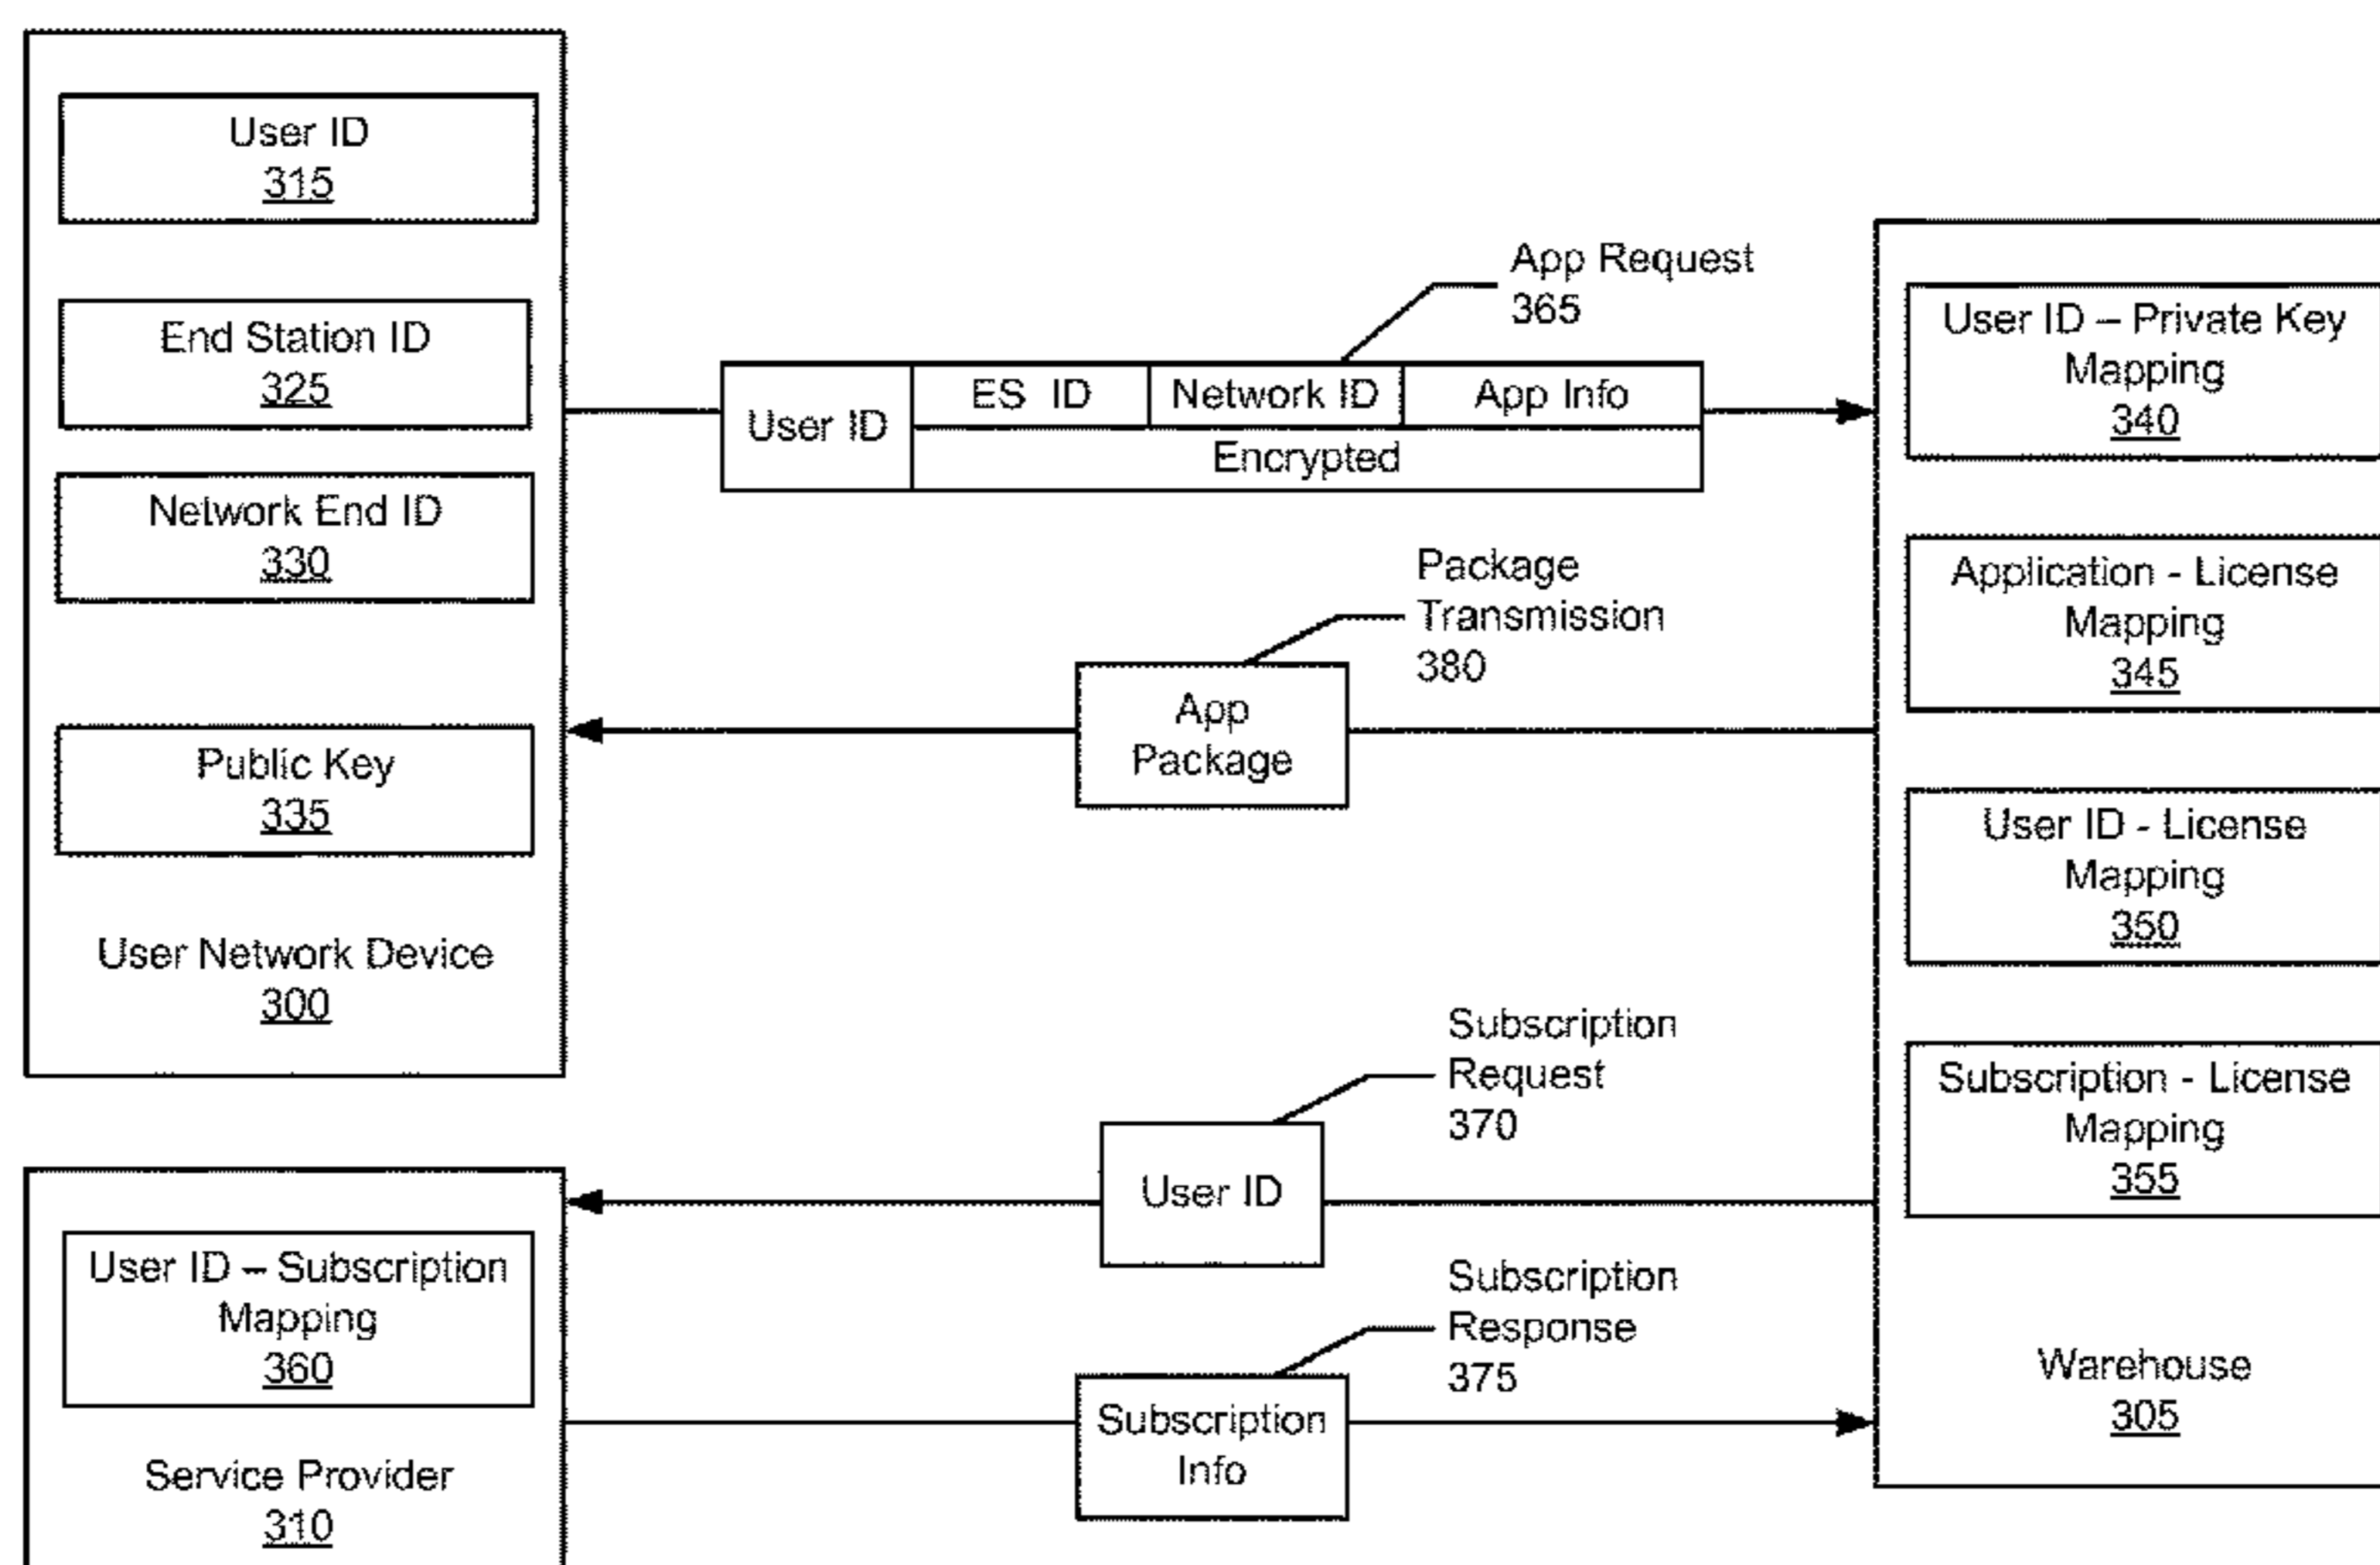 User ID
315
End Station ID
325
Network End ID
330
Public Key
335
User Network Device
300
App Request
365
User ID
ES ID
Network ID
App Info
Encrypted
Package
Transmission
380
App
Package
Subscription
Request
370
User ID
Subscription
Response
375
Subscription
Info
User ID – Subscription
Mapping
360
Service Provider
310
User ID – Private Key
Mapping
340
Application - License
Mapping
345
User ID - License
Mapping
350
Subscription - License
Mapping
355
Warehouse
305